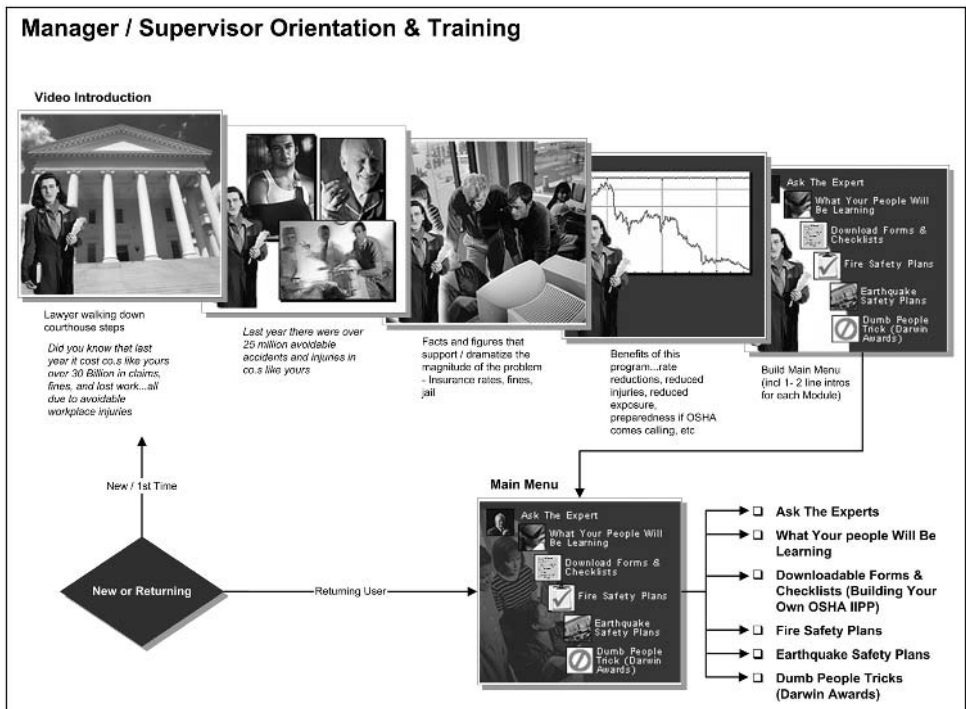 Manager / Supervisor Orientation & Training
Video Introduction
Ask The Expert
What Your People Will
Be Learning
Download Forms &
Checklists
Fire Safety Plans
Earthquake
Safety Plans
Dumb People
Trick (Darwin
Awards)
Lawyer walking down
courthouse steps
Did you know that last
year it cost co.s like yours
over 30 Billion in claims,
fines, and lost work...all
due to avoidable
workplace injuries
Last year there were over
25 million avoidable
accidents and injuries in
co.s like yours
Facts and figures that
support / dramatize the
magnitude of the problem
- Insurance rates, fines,
jail
Benefits of this
program...rate
reductions, reduced
injuries, reduced
exposure,
preparedness if OSHA
comes calling, etc
Build Main Menu
(incl 1- 2 line intros
for each Module)
New / 1st Time
New or Returning
Returning User
Main Menu
Ask The Expert
What Your People Will
Be Learning
Download Forms &
Checklists
Fire Safety Plans
Earthquake
Safety Plans
Dumb People
Trick (Darwin
Awards)
Ask The Experts
What Your people Will Be
Learning
Downloadable Forms &
Checklists (Building Your
Own OSHA IIPP)
Fire Safety Plans
Earthquake Safety Plans
Dumb People Tricks
(Darwin Awards)